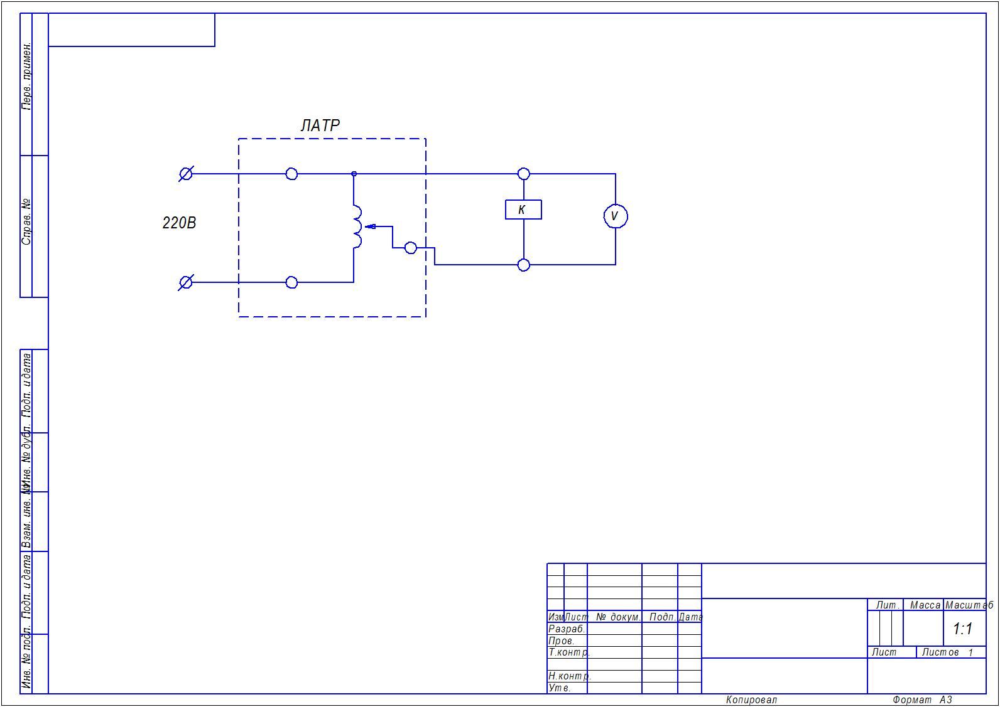 Перв. примен.
Справ. №
Подп. и дата
Инв. № дубл.
Взам. инв. №
Подп. и дата
Инв. № подл.
ЛАТР
220В
К
V
Изм Лист № докум. Подп. Дата
Разраб.
Пров.
Т.контр.
Н.контр.
Утв.
Лит. Масса Масштаб
1:1
Лист Листов 1
Копировал Формат А3